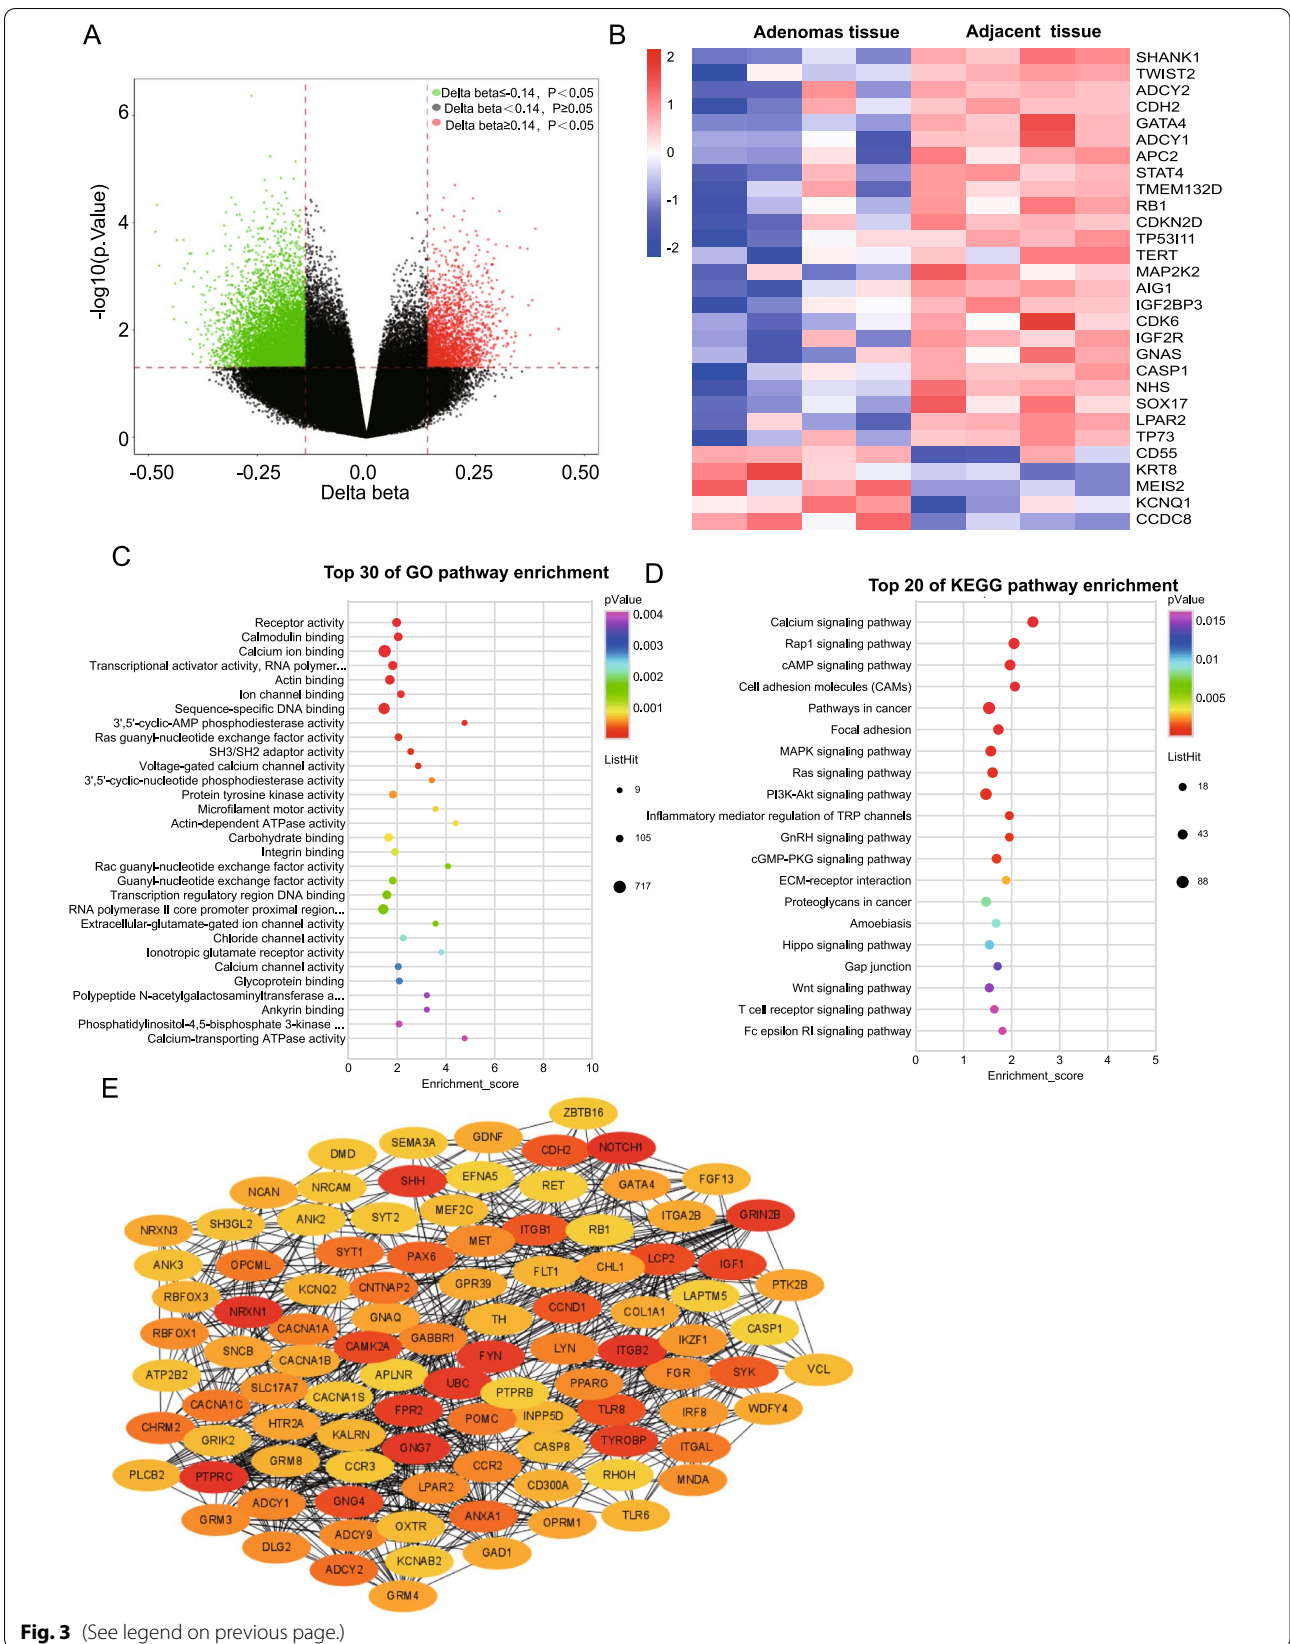 A
Delta beta≤-0.14, P<0.05
Delta beta<0.14, P≥0.05
Delta beta≥0.14, P<0.05
-log10(p.Value)
6
4
2
0
-0.50
-0.25
0.0
0.25
0.50
Delta beta
B
Adenomas tissue
Adjacent tissue
2
1
0
-1
-2
SHANK1
TWIST2
ADCY2
CDH2
GATA4
ADCY1
APC2
STAT4
TMEM132D
RB1
CDKN2D
TP53I11
TERT
MAP2K2
AIG1
IGF2BP3
CDK6
IGF2R
GNAS
CASP1
NHS
SOX17
LPAR2
TP73
CD55
KRT8
MEIS2
KCNQ1
CCDC8
C
Top 30 of GO pathway enrichment
Receptor activity
Calmodulin binding
Calcium ion binding
Transcriptional activator activity, RNA polymer...
Actin binding
Ion channel binding
Sequence-specific DNA binding
3',5'-cyclic-AMP phosphodiesterase activity
Ras guanyl-nucleotide exchange factor activity
SH3/SH2 adaptor activity
Voltage-gated calcium channel activity
3',5'-cyclic-nucleotide phosphodiesterase activity
Protein tyrosine kinase activity
Microfilament motor activity
Actin-dependent ATPase activity
Carbohydrate binding
Integrin binding
Rac guanyl-nucleotide exchange factor activity
Guanyl-nucleotide exchange factor activity
Transcription regulatory region DNA binding
RNA polymerase II core promoter proximal region...
Extracellular-glutamate-gated ion channel activity
Chloride channel activity
Ionotropic glutamate receptor activity
Calcium channel activity
Glycoprotein binding
Polypeptide N-acetylgalactosaminyltransferase a...
Ankyrin binding
Phosphatidylinositol-4,5-bisphosphate 3-kinase ...
Calcium-transporting ATPase activity
0
2
4
6
8
10
Enrichment_score
pValue
0.004
0.003
0.002
0.001
ListHit
9
105
717
D
Top 20 of KEGG pathway enrichment
Calcium signaling pathway
Rap1 signaling pathway
cAMP signaling pathway
Cell adhesion molecules (CAMs)
Pathways in cancer
Focal adhesion
MAPK signaling pathway
Ras signaling pathway
PI3K-Akt signaling pathway
Inflammatory mediator regulation of TRP channels
GnRH signaling pathway
cGMP-PKG signaling pathway
ECM-receptor interaction
Proteoglycans in cancer
Amoebiasis
Hippo signaling pathway
Gap junction
Wnt signaling pathway
T cell receptor signaling pathway
Fc epsilon RI signaling pathway
0
1
2
3
4
5
Enrichment_score
pValue
0.015
0.01
0.005
ListHit
18
43
88
E
ZBTB16
SEMA3A
GDNF
CDH2
NOTCH1
DMD
NCAN
NRCAM
SHH
EFNA5
RET
GATA4
FGF13
NRXN3
SH3GL2
ANK2
SYT2
MEF2C
ITGB1
RB1
ITGA2B
GRIN2B
ANK3
OPCML
SYT1
PAX6
MET
FLT1
CHL1
LCP2
IGF1
PTK2B
RBFOX3
NRXN1
KCNQ2
CNTNAP2
GPR39
CCND1
COL1A1
LAPTM5
RBFOX1
CACNA1A
GNAQ
GABBR1
TH
LYN
ITGB2
IKZF1
CASP1
SNCB
CACNA1B
CAMK2A
FYN
ATP2B2
SLC17A7
APLNR
UBC
PPARG
FGR
SYK
VCL
CACNA1C
CACNA1S
FPR2
PTPRB
TLR8
IRF8
WDFY4
CHRM2
HTR2A
KALRN
POMC
INPP5D
TYROBP
ITGAL
GRIK2
GRM8
GNG7
CASP8
PLCB2
PTPRC
CCR3
CCR2
CD300A
RHOH
MNDA
GRM3
ADCY1
GNG4
LPAR2
ANXA1
OPRM1
TLR6
DLG2
ADCY9
OXTR
ADCY2
KCNAB2
GAD1
GRM4
Fig. 3 (See legend on previous page.)